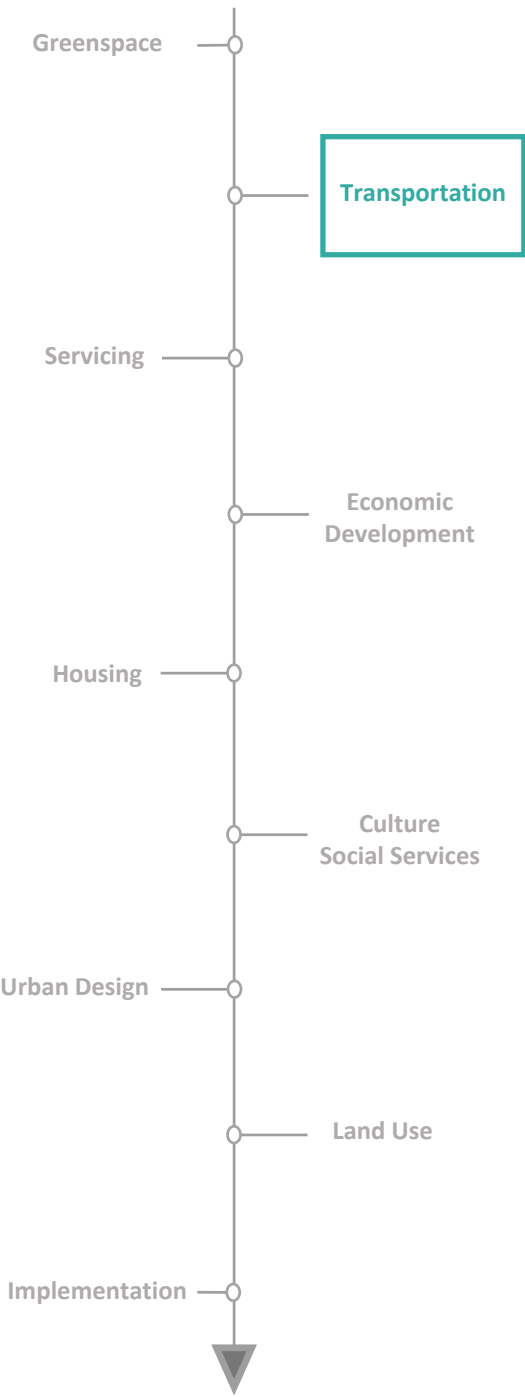 Greenspace
Transportation
Servicing
Economic
Development
Housing
Culture
Social Services
Urban Design
Land Use
Implementation